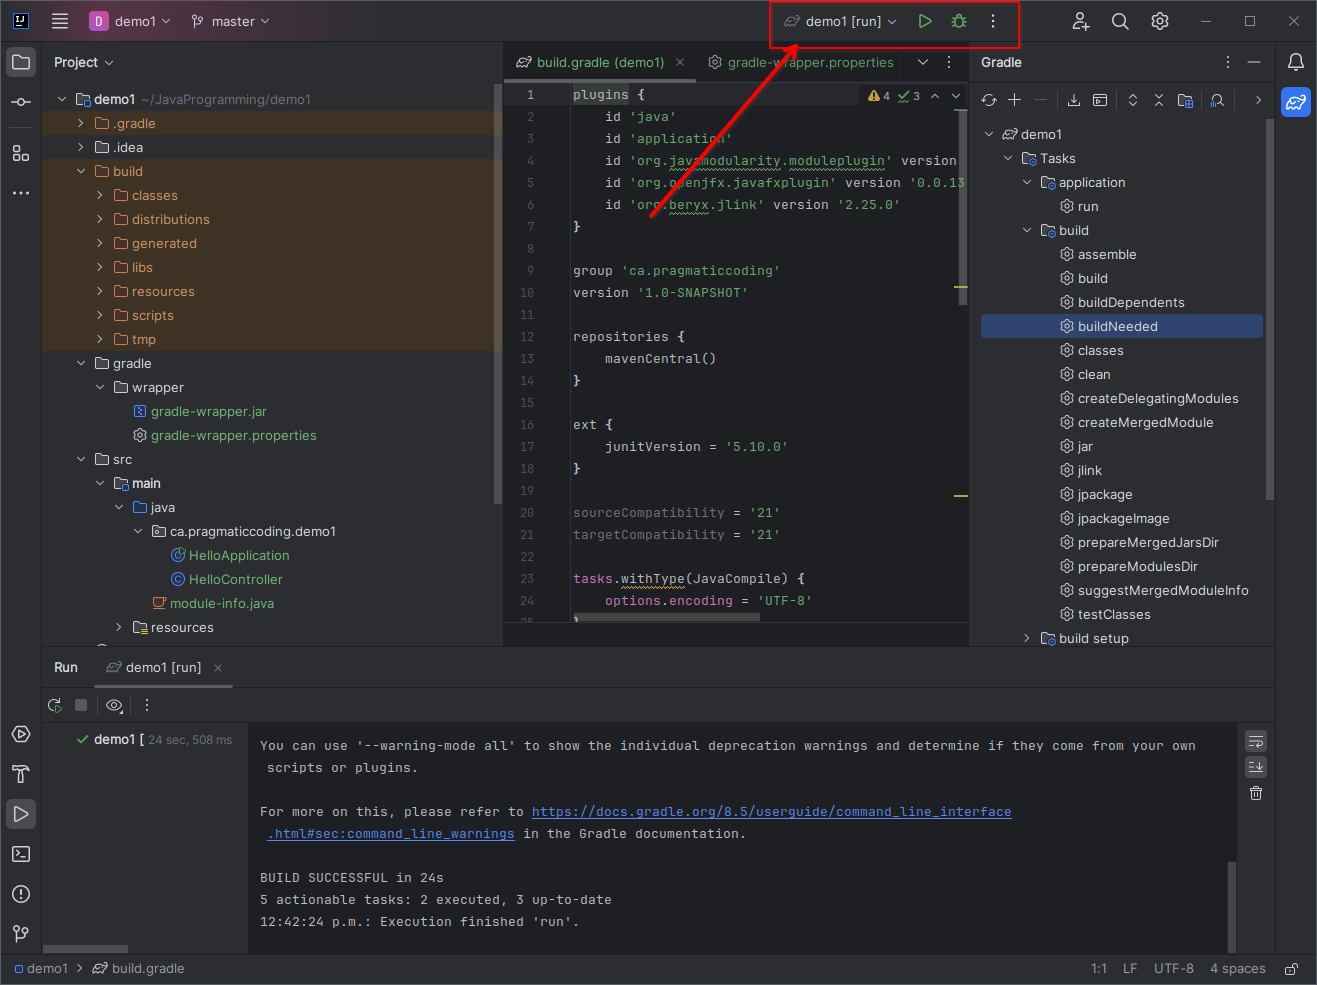 IJ
D demo1
master
demo1 [run]
Project
demo1 ~/JavaProgramming/demo1
.gradle
.idea
build
classes
distributions
generated
libs
resources
scripts
tmp
gradle
wrapper
gradle-wrapper.jar
gradle-wrapper.properties
src
main
java
ca.pragmaticcoding.demo1
HelloApplication
HelloController
module-info.java
resources
build.gradle (demo1)
gradle-wrapper.properties
4 3
1 plugins {
2 id 'java'
3 id 'application'
4 id 'org.javamodularity.moduleplugin' version
5 id 'org.openjfx.javafxplugin' version '0.0.13
6 id 'org.beryx.jlink' version '2.25.0'
7 }
8
9 group 'ca.pragmaticcoding'
10 version '1.0-SNAPSHOT'
11
12 repositories {
13 mavenCentral()
14 }
15
16 ext {
17 junitVersion = '5.10.0'
18 }
19
20 sourceCompatibility = '21'
21 targetCompatibility = '21'
22
23 tasks.withType(JavaCompile) {
24 options.encoding = 'UTF-8'
25 }
Gradle
demo1
Tasks
application
run
build
assemble
build
buildDependents
buildNeeded
classes
clean
createDelegatingModules
createMergedModule
jar
jlink
jpackage
jpackageImage
prepareMergedJarsDir
prepareModulesDir
suggestMergedModuleInfo
testClasses
build setup
Run
demo1 [run]
demo1 [ 24 sec, 508 ms
You can use '--warning-mode all' to show the individual deprecation warnings and determine if they come from your own
scripts or plugins.
For more on this, please refer to https://docs.gradle.org/8.5/userguide/command_line_interface
.html#sec:command_line_warnings in the Gradle documentation.
BUILD SUCCESSFUL in 24s
5 actionable tasks: 2 executed, 3 up-to-date
12:42:24 p.m.: Execution finished 'run'.
demo1 > build.gradle
1:1 LF UTF-8 4 spaces